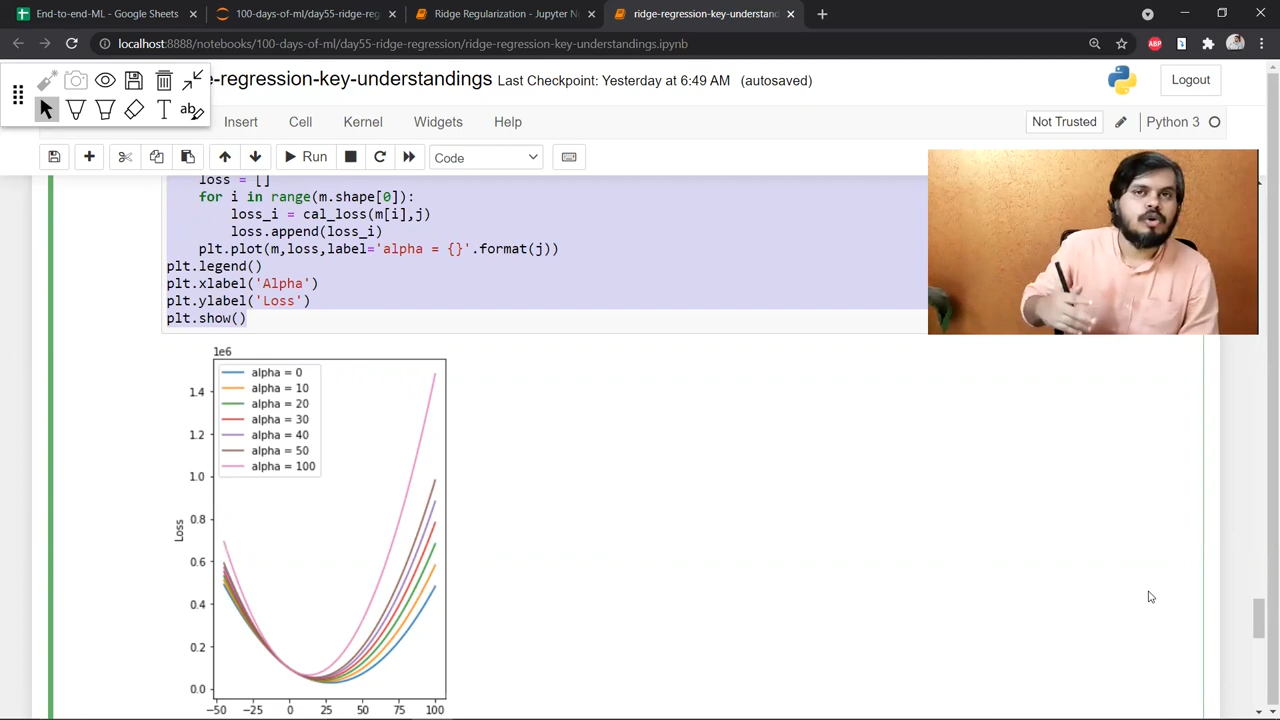 End-to-end-ML - Google Sheets
100-days-of-ml/day55-ridge-regre
Ridge Regularization - Jupyter N
ridge-regression-key-understand
localhost:8888/notebooks/100-days-of-ml/day55-ridge-regression/ridge-regression-key-understandings.ipynb
ABP
e-regression-key-understandings Last Checkpoint: Yesterday at 6:49 AM (autosaved)
Logout
Insert Cell Kernel Widgets Help
Not Trusted
Python 3
Run
Code
loss = []
for i in range(m.shape[0]):
loss_i = cal_loss(m[i],j)
loss.append(loss_i)
plt.plot(m,loss,label='alpha = {}'.format(j))
plt.legend()
plt.xlabel('Alpha')
plt.ylabel('Loss')
plt.show()
1e6
alpha = 0
alpha = 10
alpha = 20
alpha = 30
alpha = 40
alpha = 50
alpha = 100
1.4
1.2
1.0
0.8
0.6
0.4
0.2
0.0
Loss
−50 −25 0 25 50 75 100